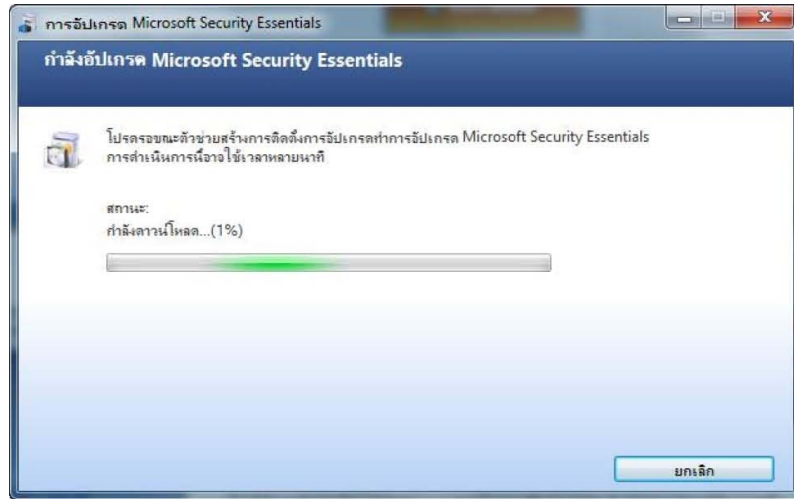 การอัปเกรด Microsoft Security Essentials
กำลังอัปเกรด Microsoft Security Essentials
โปรดรอขณะตัวช่วยสร้างการติดตั้งการอัปเกรดทำการอัปเกรด Microsoft Security Essentials
การดำเนินการนี้อาจใช้เวลาหลายนาที
สถานะ:
กำลังดาวน์โหลด...(1%)
ยกเลิก